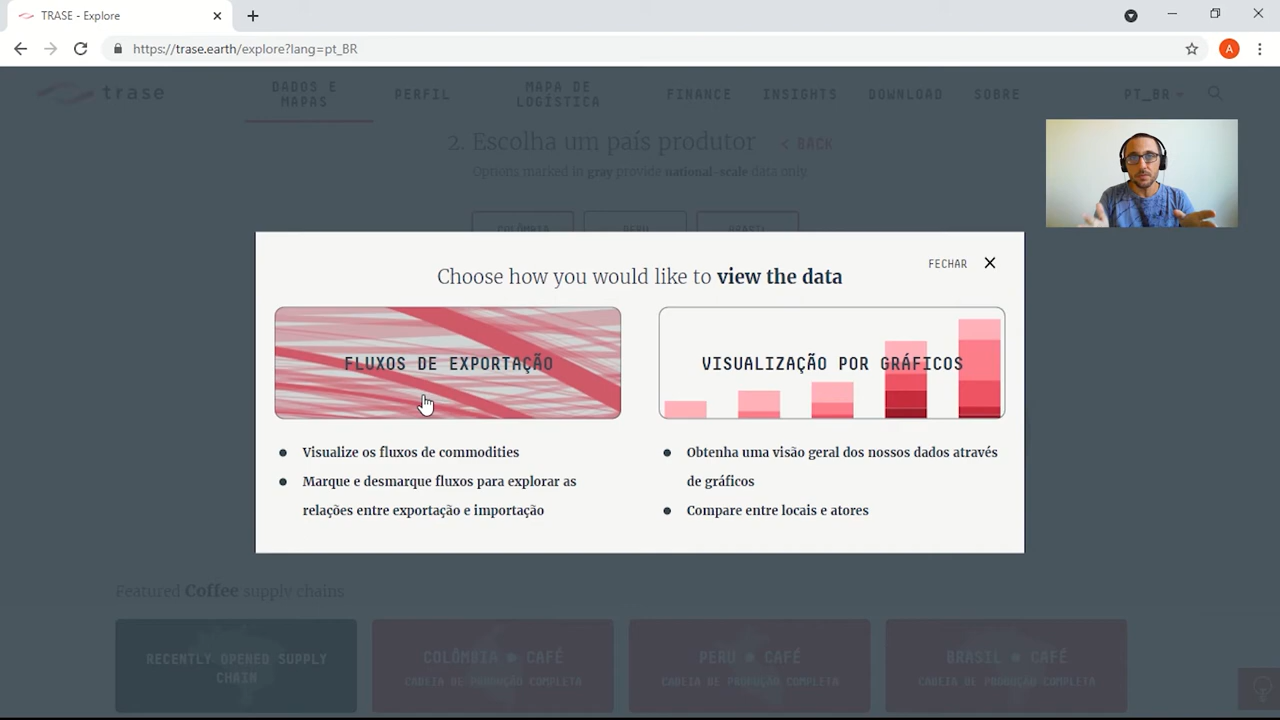 TRASE - Explore
https://trase.earth/explore?lang=pt_BR
A
trase
DADOS E
MAPAS
PERFIL
MAPA DE
LOGÍSTICA
FINANCE
INSIGHTS
DOWNLOAD
SOBRE
PT_BR
2. Escolha um país produtor
< BACK
Options marked in gray provide national-scale data only
COLÔMBIA
PERU
BRASIL
FECHAR
Choose how you would like to view the data
FLUXOS DE EXPORTAÇÃO
VISUALIZAÇÃO POR GRÁFICOS
Visualize os fluxos de commodities
Marque e desmarque fluxos para explorar as
relações entre exportação e importação
Obtenha uma visão geral dos nossos dados através
de gráficos
Compare entre locais e atores
Featured Coffee supply chains
RECENTLY OPENED SUPPLY
CHAIN
COLÔMBIA • CAFÉ
CADEIA DE PRODUÇÃO COMPLETA
PERU • CAFÉ
CADEIA DE PRODUÇÃO COMPLETA
BRASIL • CAFÉ
CADEIA DE PRODUÇÃO COMPLETA